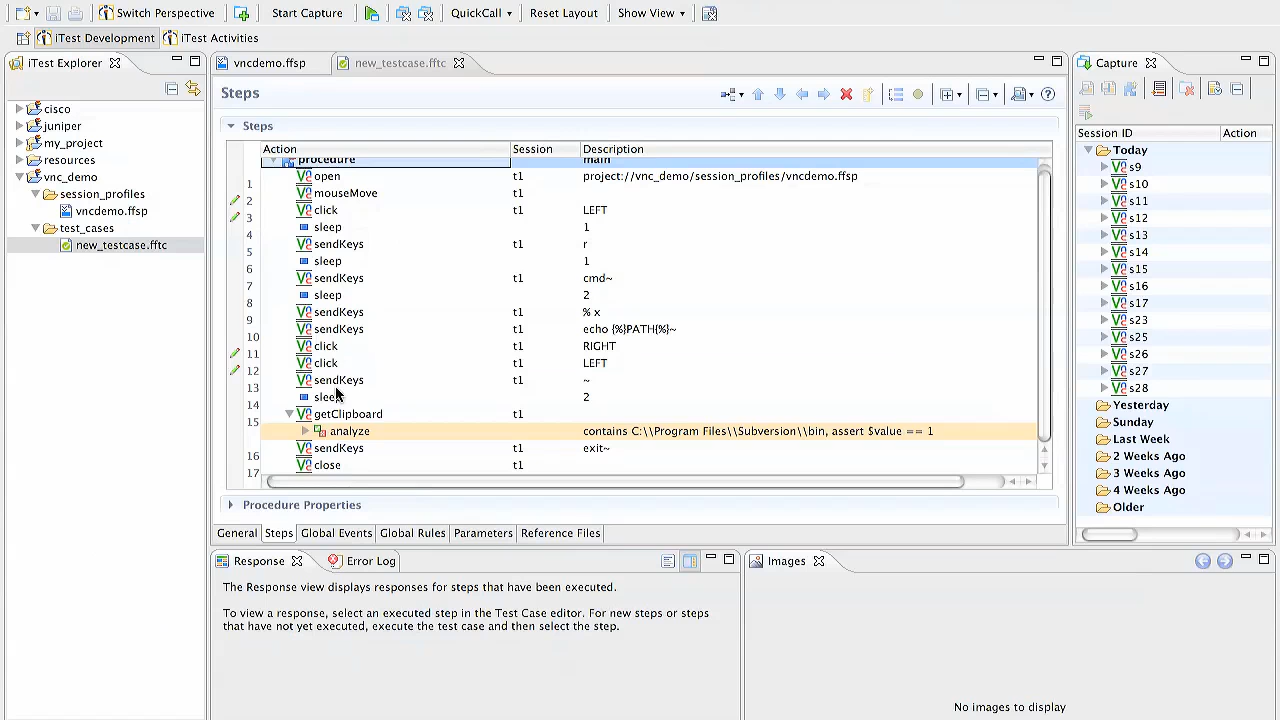 Switch Perspective Start Capture QuickCall Reset Layout Show View
iTest Development iTest Activities
iTest Explorer
cisco
juniper
my_project
resources
vnc_demo
session_profiles
vncdemo.ffsp
test_cases
new_testcase.fftc
vncdemo.ffsp new_testcase.fftc
Steps
Steps
Action Session Description
procedure main
1 open t1 project://vnc_demo/session_profiles/vncdemo.ffsp
2 mouseMove t1
3 click t1 LEFT
4 sleep 1
5 sendKeys t1 r
6 sleep 1
7 sendKeys t1 cmd~
8 sleep 2
9 sendKeys t1 % x
10 sendKeys t1 echo {%}PATH{%}~
11 click t1 RIGHT
12 click t1 LEFT
13 sendKeys t1 ~
14 sleep 2
15 getClipboard t1
analyze contains C:\\Program Files\\Subversion\\bin, assert $value == 1
16 sendKeys t1 exit~
17 close t1
Procedure Properties
General Steps Global Events Global Rules Parameters Reference Files
Capture
Session ID Action
Today
s9
s10
s11
s12
s13
s14
s15
s16
s17
s23
s25
s26
s27
s28
Yesterday
Sunday
Last Week
2 Weeks Ago
3 Weeks Ago
4 Weeks Ago
Older
Response Error Log
The Response view displays responses for steps that have been executed.
To view a response, select an executed step in the Test Case editor. For new steps or steps
that have not yet executed, execute the test case and then select the step.
Images
No images to display